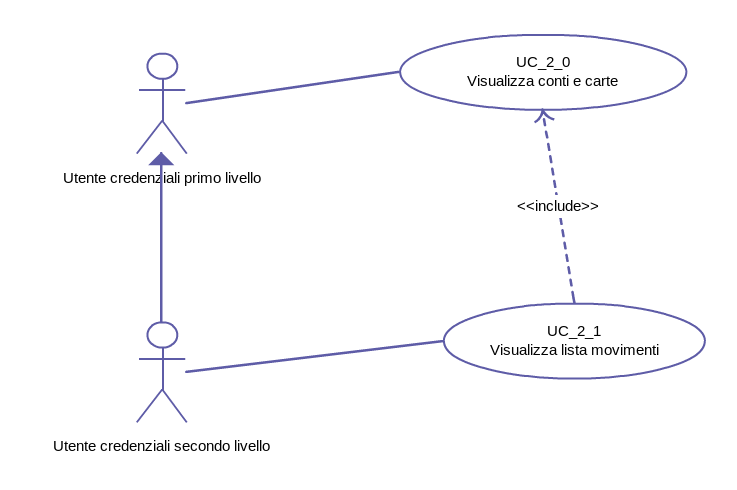 UC_2_0
Visualizza conti e carte
Utente credenziali primo livello
<<include>>
UC_2_1
Visualizza lista movimenti
Utente credenziali secondo livello